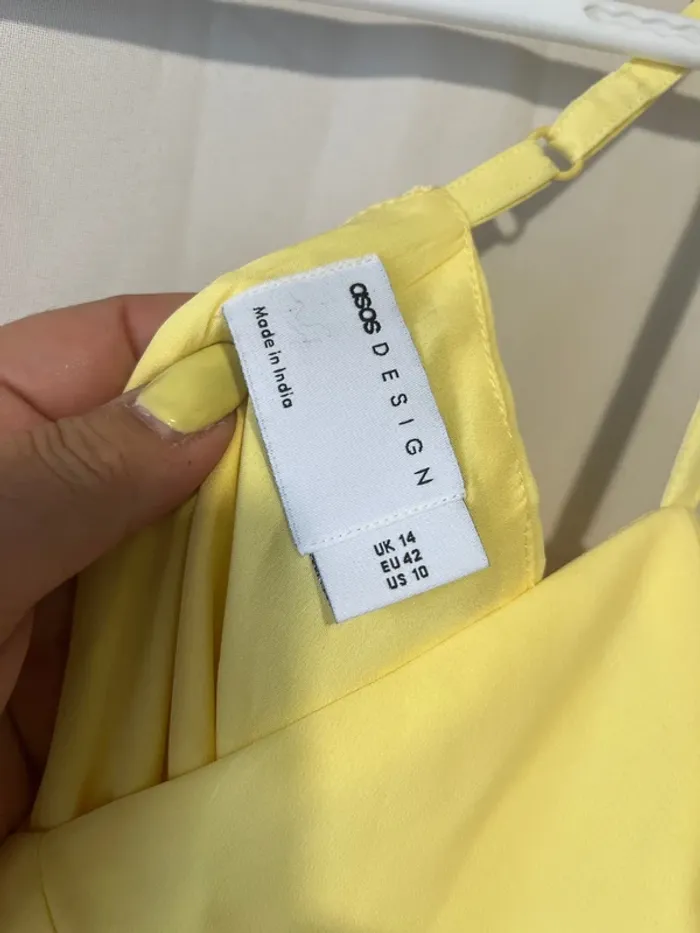 asos DESIGN
Made in India
UK 14
EU 42
US 10